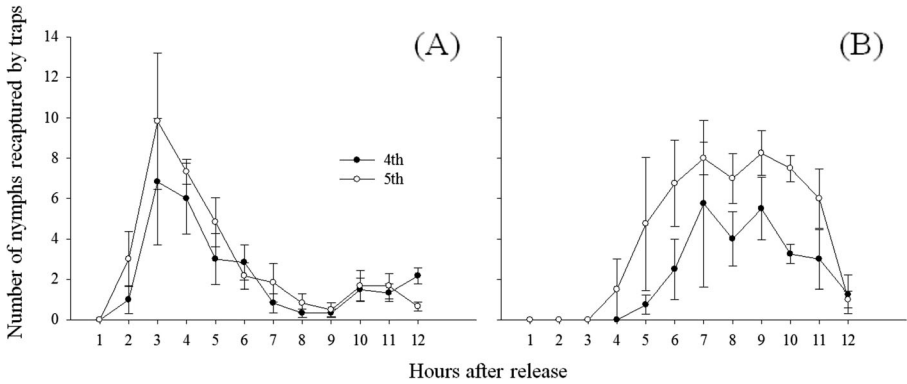 Number of nymphs recaptured by traps
14
12
10
8
6
4
2
0
(A)
4th
5th
1 2 3 4 5 6 7 8 9 10 11 12
(B)
1 2 3 4 5 6 7 8 9 10 11 12
Hours after release